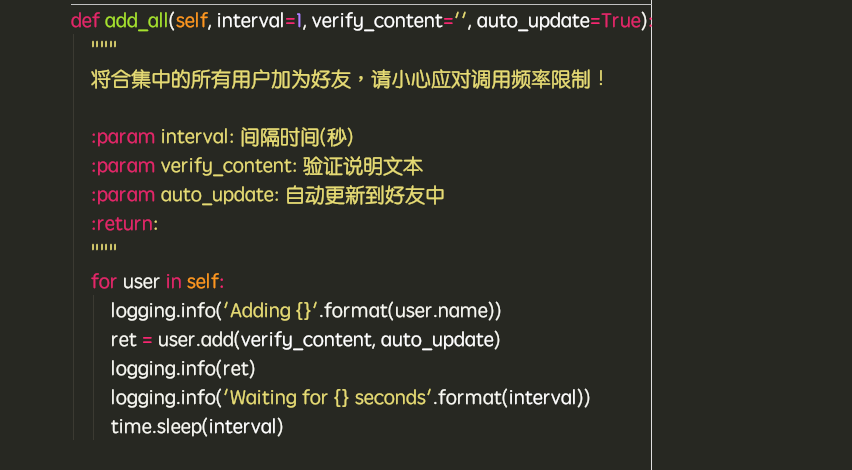 def add_all(self, interval=1, verify_content='', auto_update=True):
"""
将合集中的所有用户加为好友，请小心应对调用频率限制！
:param interval: 间隔时间(秒)
:param verify_content: 验证说明文本
:param auto_update: 自动更新到好友中
:return:
"""
for user in self:
logging.info('Adding {}'.format(user.name))
ret = user.add(verify_content, auto_update)
logging.info(ret)
logging.info('Waiting for {} seconds'.format(interval))
time.sleep(interval)